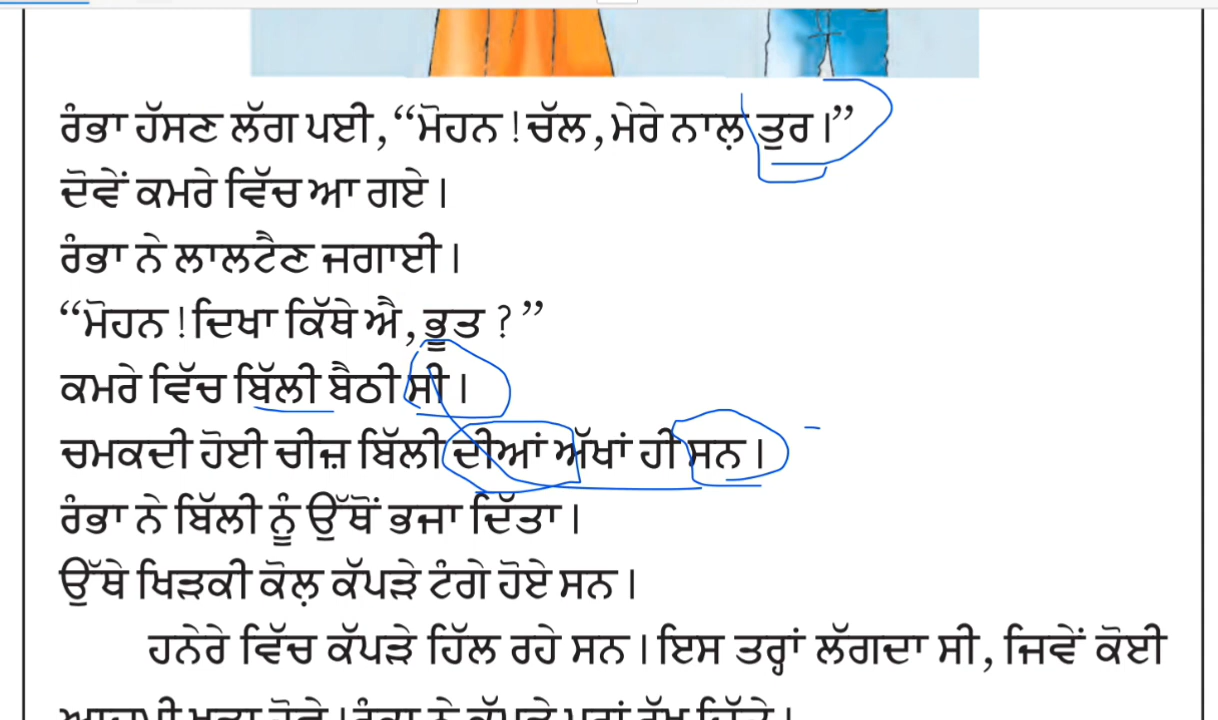 ਰੰਭਾ ਹੱਸਣ ਲੱਗ ਪਈ, “ਮੋਹਨ ! ਚੱਲ, ਮੇਰੇ ਨਾਲ਼ ਤੁਰ।”
ਦੋਵੇਂ ਕਮਰੇ ਵਿੱਚ ਆ ਗਏ।
ਰੰਭਾ ਨੇ ਲਾਲਟੈਣ ਜਗਾਈ।
“ਮੋਹਨ ! ਦਿਖਾ ਕਿੱਥੇ ਐ, ਭੂਤ ?”
ਕਮਰੇ ਵਿੱਚ ਬਿੱਲੀ ਬੈਠੀ ਸੀ।
ਚਮਕਦੀ ਹੋਈ ਚੀਜ਼ ਬਿੱਲੀ ਦੀਆਂ ਅੱਖਾਂ ਹੀ ਸਨ।
ਰੰਭਾ ਨੇ ਬਿੱਲੀ ਨੂੰ ਉੱਥੋਂ ਭਜਾ ਦਿੱਤਾ।
ਉੱਥੇ ਖਿੜਕੀ ਕੋਲ਼ ਕੱਪੜੇ ਟੰਗੇ ਹੋਏ ਸਨ।
ਹਨੇਰੇ ਵਿੱਚ ਕੱਪੜੇ ਹਿੱਲ ਰਹੇ ਸਨ। ਇਸ ਤਰ੍ਹਾਂ ਲੱਗਦਾ ਸੀ, ਜਿਵੇਂ ਕੋਈ